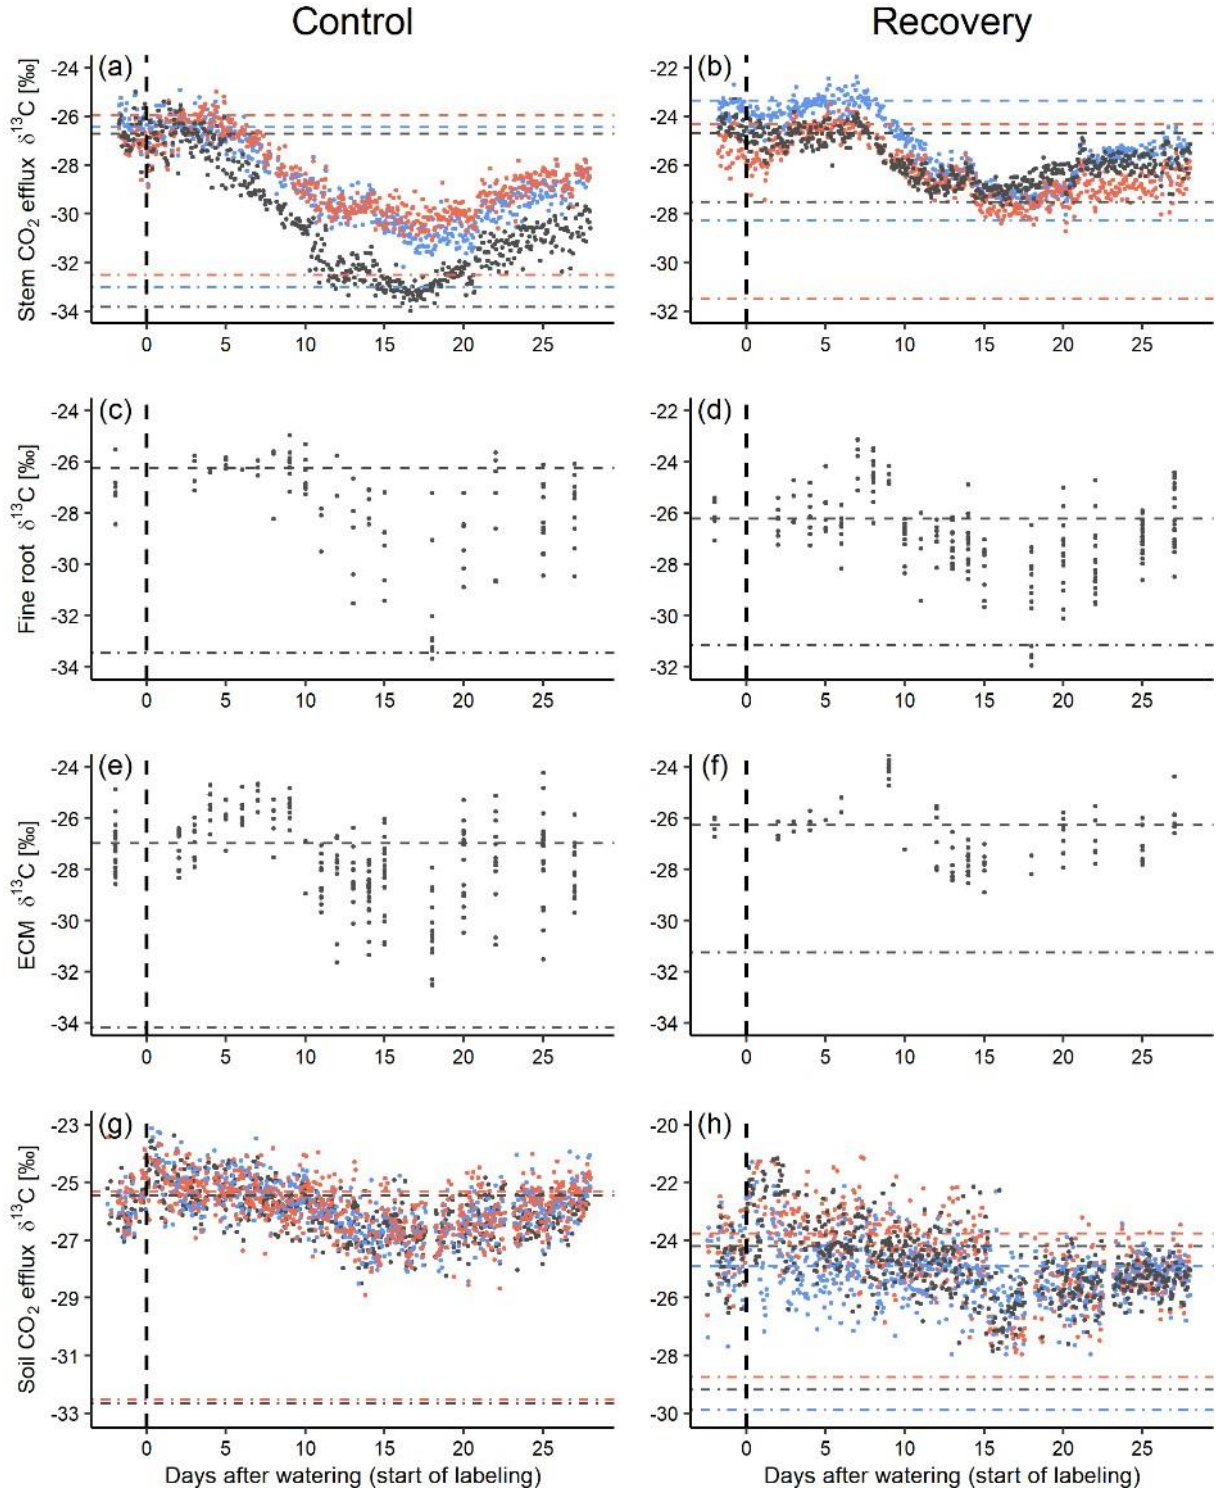 Control
Recovery
(a)
Stem CO₂ efflux δ¹³C [‰]
-24
-26
-28
-30
-32
-34
0 5 10 15 20 25
(b)
-22
-24
-26
-28
-30
-32
0 5 10 15 20 25
(c)
Fine root δ¹³C [‰]
-24
-26
-28
-30
-32
-34
0 5 10 15 20 25
(d)
-22
-24
-26
-28
-30
-32
0 5 10 15 20 25
(e)
ECM δ¹³C [‰]
-24
-26
-28
-30
-32
-34
0 5 10 15 20 25
(f)
-24
-26
-28
-30
-32
-34
0 5 10 15 20 25
(g)
Soil CO₂ efflux δ¹³C [‰]
-23
-25
-27
-29
-31
-33
0 5 10 15 20 25
Days after watering (start of labeling)
(h)
-20
-22
-24
-26
-28
-30
0 5 10 15 20 25
Days after watering (start of labeling)